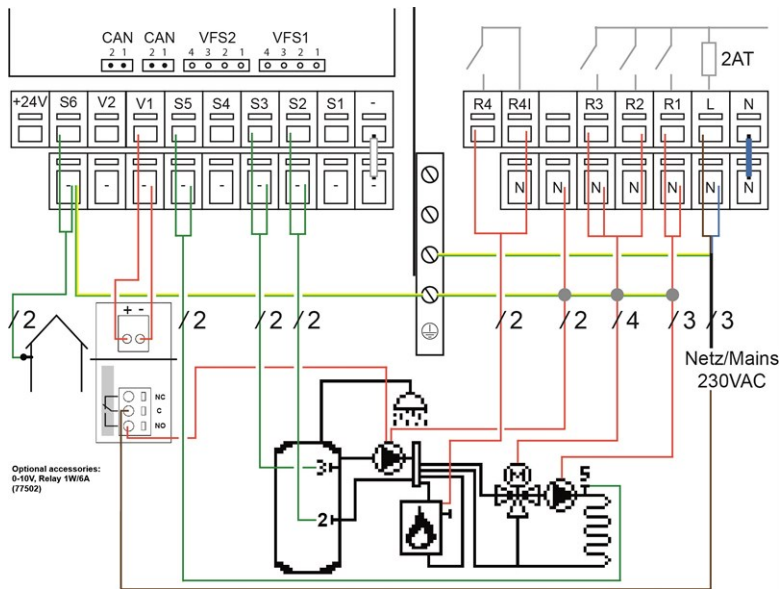 CAN CAN VFS2 VFS1
2 1 2 1 4 3 2 1 4 3 2 1
2AT
+24V S6 V2 V1 S5 S4 S3 S2 S1 - R4 R4I R3 R2 R1 L N
- - - - - - - - - N N N N N N N
+ -
/2 /2 /2 /2 /2 /2 /4 /3 /3
Netz/Mains
230VAC
NC
C
NO
Optional accessories:
0-10V, Relay 1W/6A
(77502)
M
3
5
2